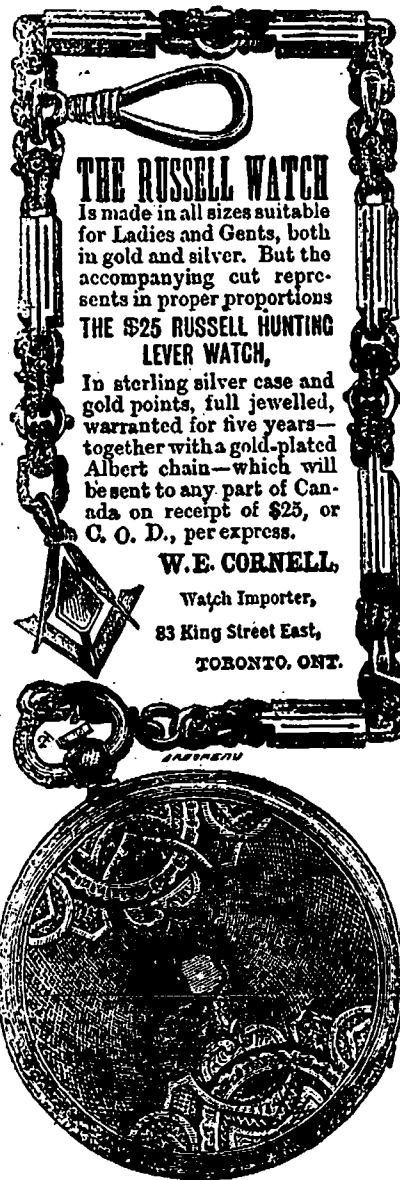 THE RUSSELL WATCH
Is made in all sizes suitable
for Ladies and Gents, both
in gold and silver. But the
accompanying cut repre-
sents in proper proportions
THE $25 RUSSELL HUNTING
LEVER WATCH,
In sterling silver case and
gold points, full jewelled,
warranted for five years—
together with a gold-plated
Albert chain—which will
be sent to any part of Can-
ada on receipt of $25, or
C. O. D., per express.
W. E. CORNELL,
Watch Importer,
83 King Street East,
TORONTO, ONT.